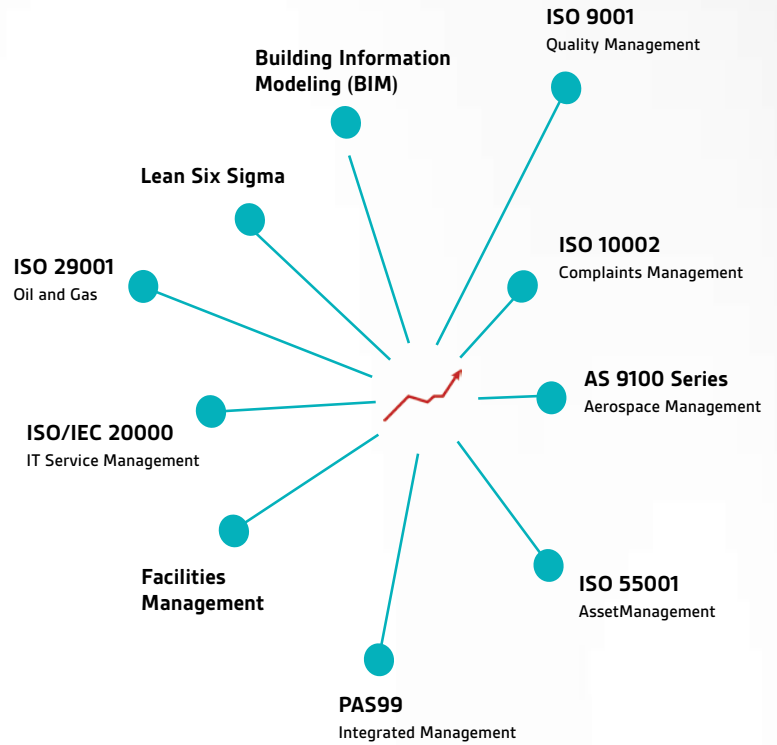 ISO 9001
Quality Management
Building Information
Modeling (BIM)
Lean Six Sigma
ISO 10002
Complaints Management
ISO 29001
Oil and Gas
AS 9100 Series
Aerospace Management
ISO/IEC 20000
IT Service Management
Facilities
Management
ISO 55001
AssetManagement
PAS99
Integrated Management